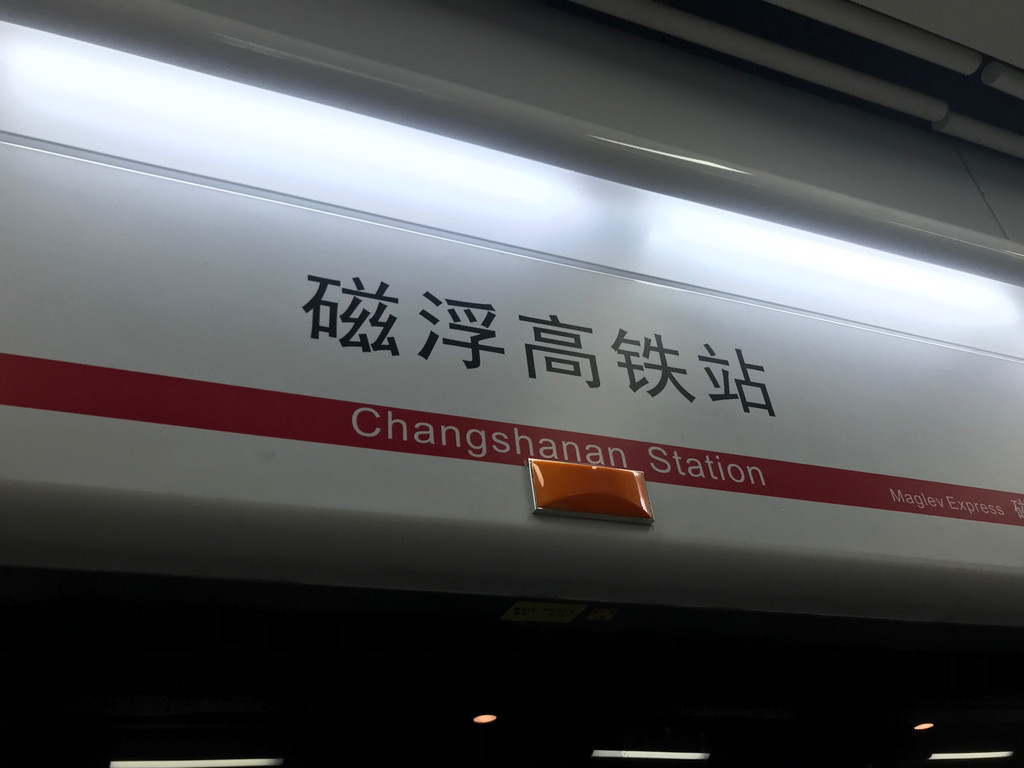 磁浮高铁站
Changshanan Station
Maglev Express